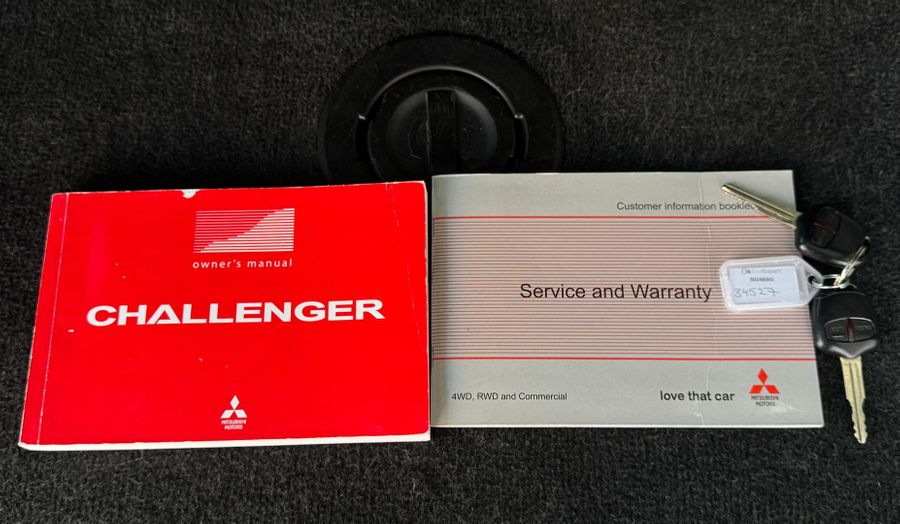 owner's manual
CHALLENGER
MITSUBISHI
MOTORS
Customer information booklet
Service and Warranty
4WD, RWD and Commercial
love that car
MITSUBISHI
MOTORS
34527